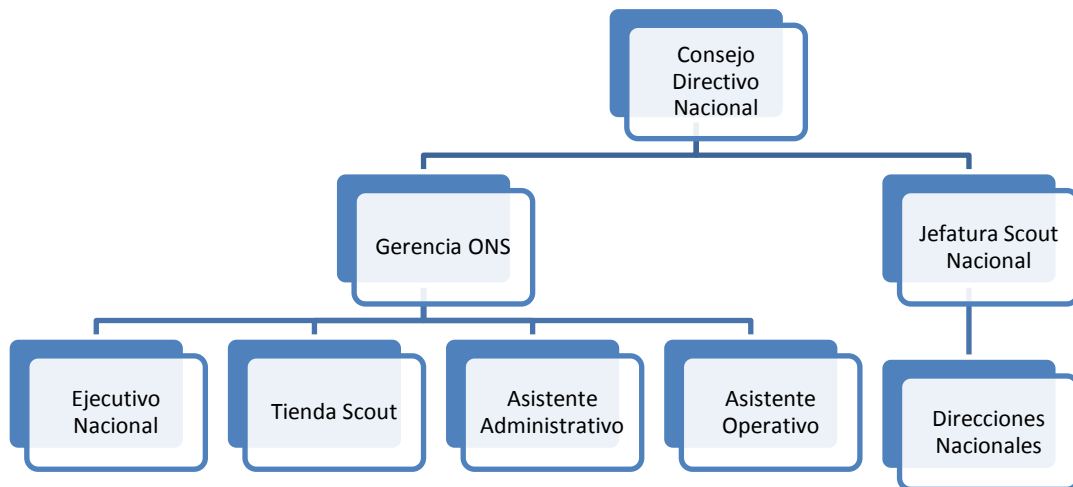 Consejo
Directivo
Nacional
Gerencia ONS
Jefatura Scout
Nacional
Ejecutivo
Nacional
Tienda Scout
Asistente
Administrativo
Asistente
Operativo
Direcciones
Nacionales